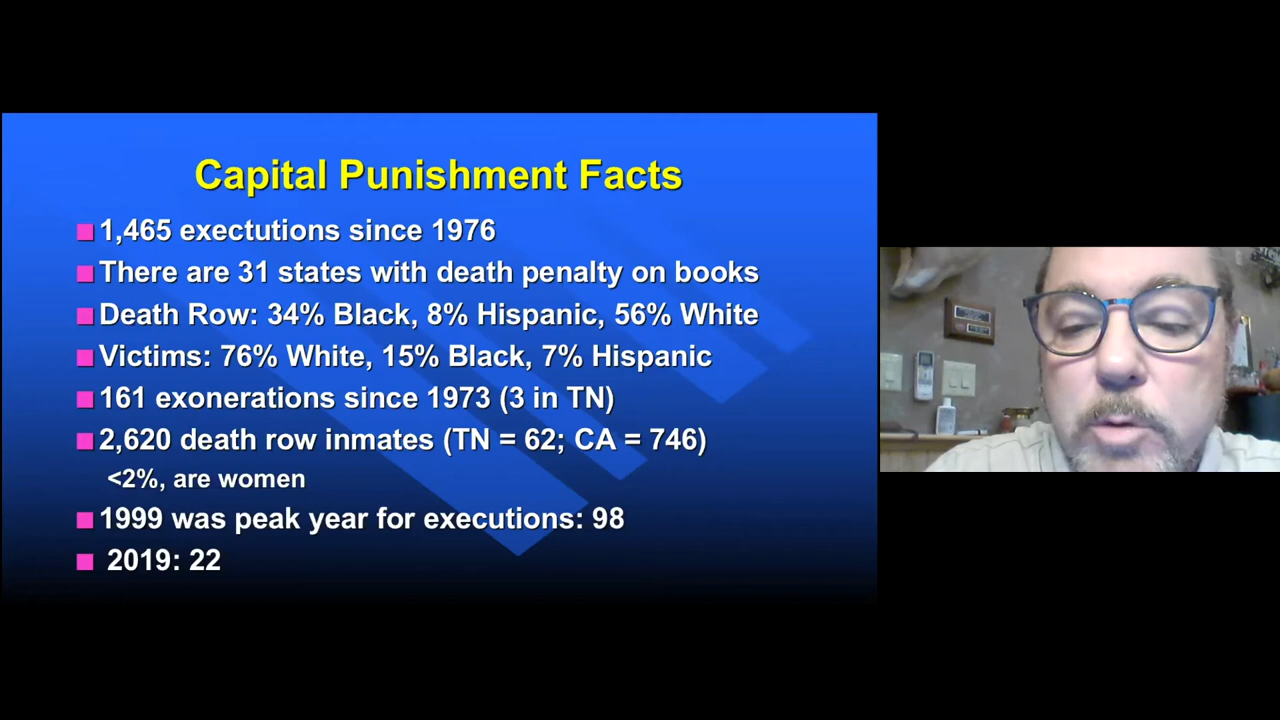 Capital Punishment Facts
1,465 exectutions since 1976
There are 31 states with death penalty on books
Death Row: 34% Black, 8% Hispanic, 56% White
Victims: 76% White, 15% Black, 7% Hispanic
161 exonerations since 1973 (3 in TN)
2,620 death row inmates (TN = 62; CA = 746)
<2%, are women
1999 was peak year for executions: 98
2019: 22